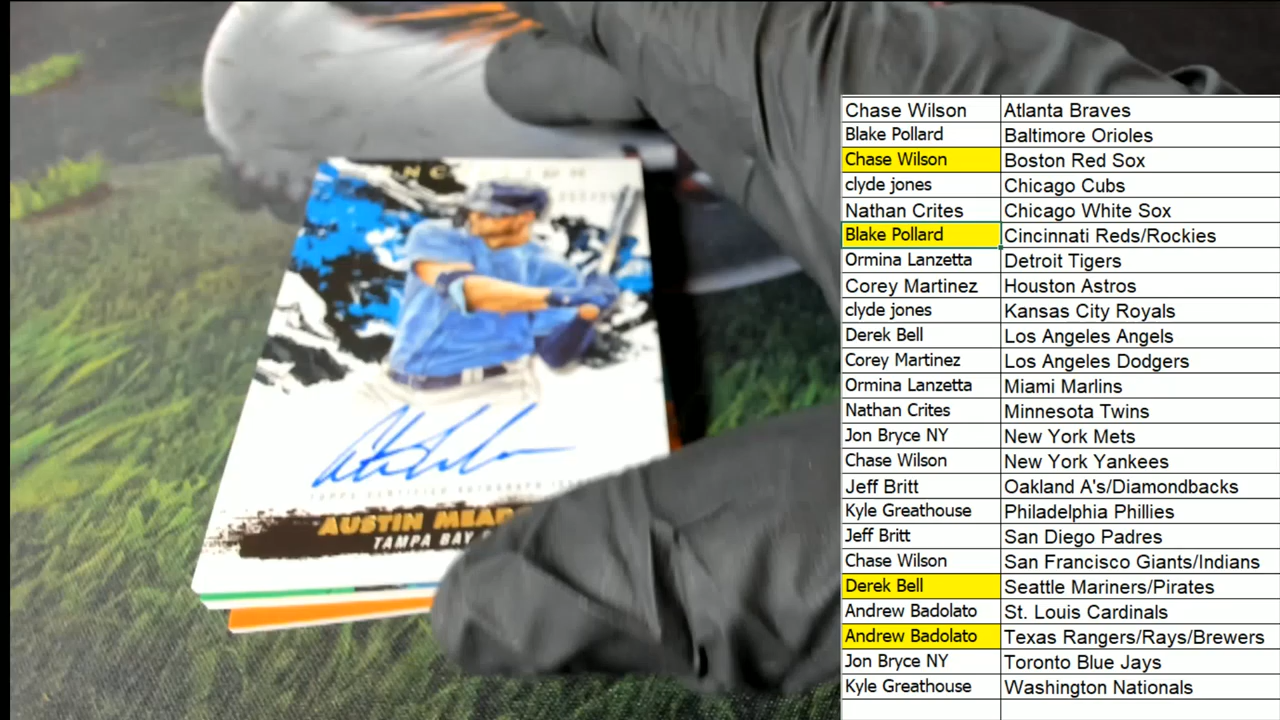 TOPPS CERTIFIED AUTOGRAPH
AUSTIN
TAMPA BAY
Chase Wilson Atlanta Braves
Blake Pollard Baltimore Orioles
Chase Wilson Boston Red Sox
clyde jones Chicago Cubs
Nathan Crites Chicago White Sox
Blake Pollard Cincinnati Reds/Rockies
Ormina Lanzetta Detroit Tigers
Corey Martinez Houston Astros
clyde jones Kansas City Royals
Derek Bell Los Angeles Angels
Corey Martinez Los Angeles Dodgers
Ormina Lanzetta Miami Marlins
Nathan Crites Minnesota Twins
Jon Bryce NY New York Mets
Chase Wilson New York Yankees
Jeff Britt Oakland A's/Diamondbacks
Kyle Greathouse Philadelphia Phillies
Jeff Britt San Diego Padres
Chase Wilson San Francisco Giants/Indians
Derek Bell Seattle Mariners/Pirates
Andrew Badolato St. Louis Cardinals
Andrew Badolato Texas Rangers/Rays/Brewers
Jon Bryce NY Toronto Blue Jays
Kyle Greathouse Washington Nationals